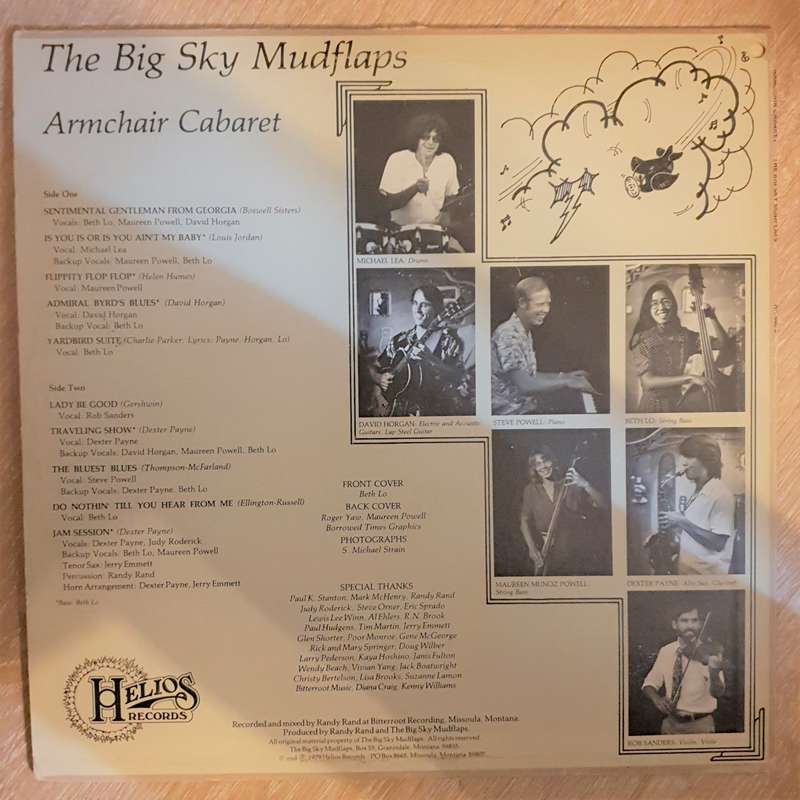 The Big Sky Mudflaps
Armchair Cabaret
Side One
SENTIMENTAL GENTLEMAN FROM GEORGIA (Boswell Sisters)
Vocals: Beth Lo, Maureen Powell, David Horgan
IS YOU IS OR IS YOU AIN'T MY BABY* (Louis Jordan)
Vocal: Michael Lea
Backup Vocals: Maureen Powell, Beth Lo
FLIPPITY FLOP FLOP* (Helen Humes)
Vocal: Maureen Powell
ADMIRAL BYRD'S BLUES* (David Horgan)
Vocal: David Horgan
Backup Vocal: Beth Lo
YARDBIRD SUITE (Charlie Parker, Lyrics: Payne, Horgan, Lo)
Vocal: Beth Lo
Side Two
LADY BE GOOD (Gershwin)
Vocal: Rob Sanders
TRAVELING SHOW* (Dexter Payne)
Vocal: Dexter Payne
Backup Vocals: David Horgan, Maureen Powell, Beth Lo
THE BLUEST BLUES (Thompson-McFarland)
Vocal: Steve Powell
Backup Vocals: Dexter Payne, Beth Lo
DO NOTHIN' TILL YOU HEAR FROM ME (Ellington-Russell)
Vocal: Beth Lo
JAM SESSION* (Dexter Payne)
Vocals: Dexter Payne, Judy Roderick
Backup Vocals: Beth Lo, Maureen Powell
Tenor Sax: Jerry Emmett
Percussion: Randy Rand
Horn Arrangement: Dexter Payne, Jerry Emmett
*Bass: Beth Lo
MICHAEL LEA: Drums
DAVID HORGAN: Electric and Acoustic
Guitars, Lap Steel Guitar
STEVE POWELL: Piano
BETH LO: String Bass
MAUREEN MUNOZ POWELL:
String Bass
DEXTER PAYNE: Alto Sax, Clarinet
ROB SANDERS: Violin, Viola
FRONT COVER
Beth Lo
BACK COVER
Roger Yaw, Maureen Powell
Borrowed Times Graphics
PHOTOGRAPHS
S. Michael Strain
SPECIAL THANKS
Paul K. Stanton, Mark McHenry, Randy Rand
Judy Roderick, Steve Orner, Eric Sprado
Lewis Lee Winn, Al Ehlers, R.N. Brook
Paul Hudgens, Tim Martin, Jerry Emmett
Glen Shorter, Poor Monroe, Gene McGeorge
Rick and Mary Springer, Doug Wilber
Larry Pederson, Kaya Hoshino, Janis Fulton
Wendy Beach, Vivian Yang, Jack Boatwright
Christy Bertelson, Lisa Brooks, Suzanne Lamon
Bitterroot Music, Diana Craig, Kenny Williams
HELIOS
RECORDS
Recorded and mixed by Randy Rand at Bitterroot Recording, Missoula, Montana.
Produced by Randy Rand and The Big Sky Mudflaps.
All original material property of The Big Sky Mudflaps. All rights reserved.
The Big Sky Mudflaps, Box Grantsdale, Montana
© and ℗ 1979 Helios Records PO Box 8665, Missoula, Montana 59807